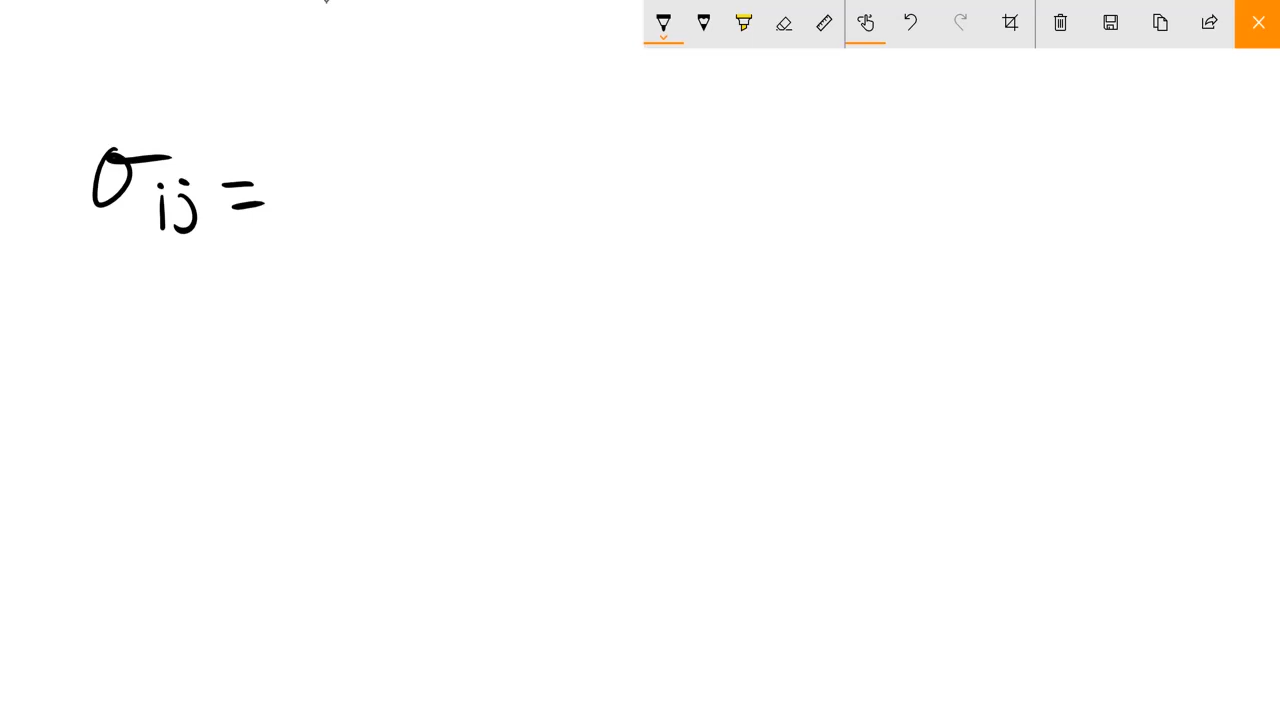 σij =